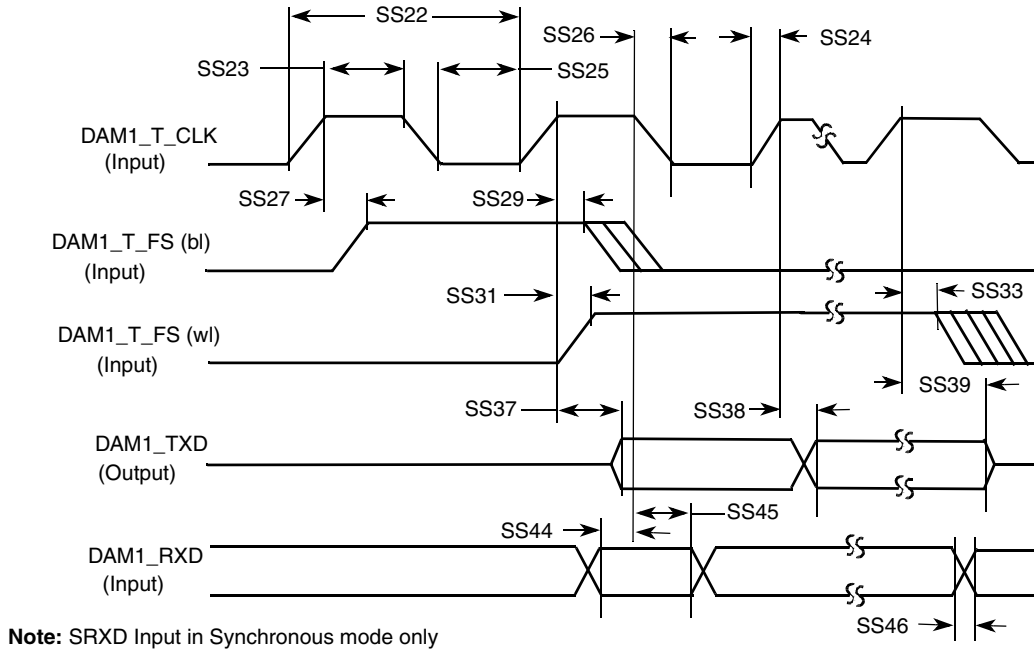 SS22
SS26
SS24
SS23
SS25
DAM1_T_CLK
(Input)
SS27
SS29
DAM1_T_FS (bl)
(Input)
SS31
SS33
DAM1_T_FS (wl)
(Input)
SS39
SS37
SS38
DAM1_TXD
(Output)
SS45
SS44
DAM1_RXD
(Input)
SS46
Note: SRXD Input in Synchronous mode only